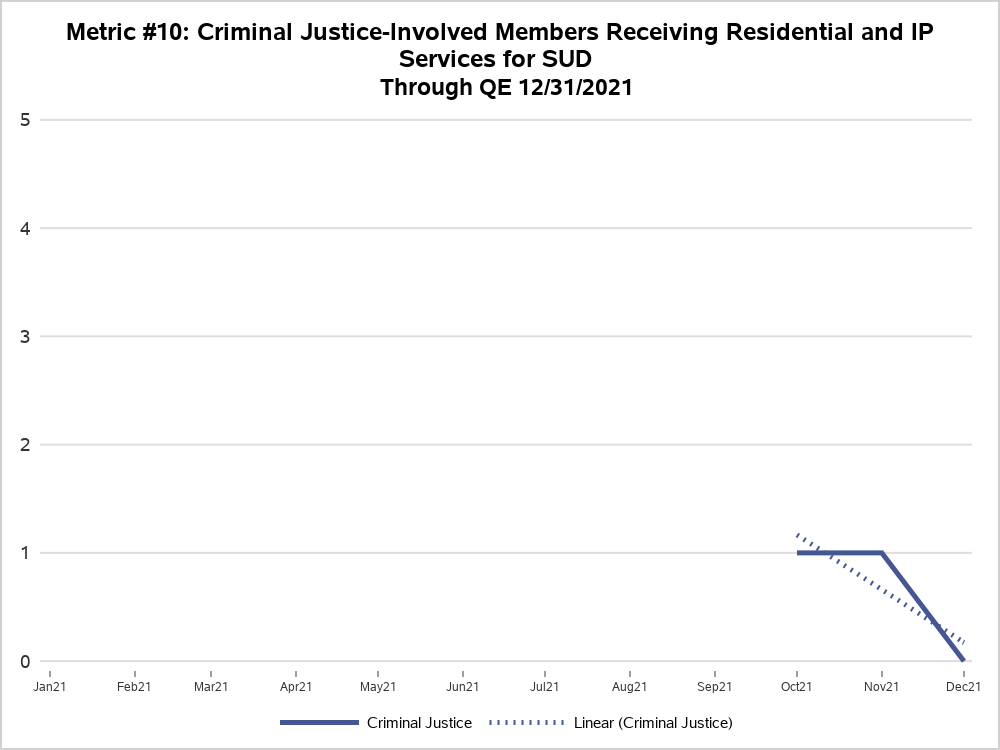 Metric #10: Criminal Justice-Involved Members Receiving Residential and IP
Services for SUD
Through QE 12/31/2021
5
4
3
2
1
0
Jan21 Feb21 Mar21 Apr21 May21 Jun21 Jul21 Aug21 Sep21 Oct21 Nov21 Dec21
Criminal Justice Linear (Criminal Justice)